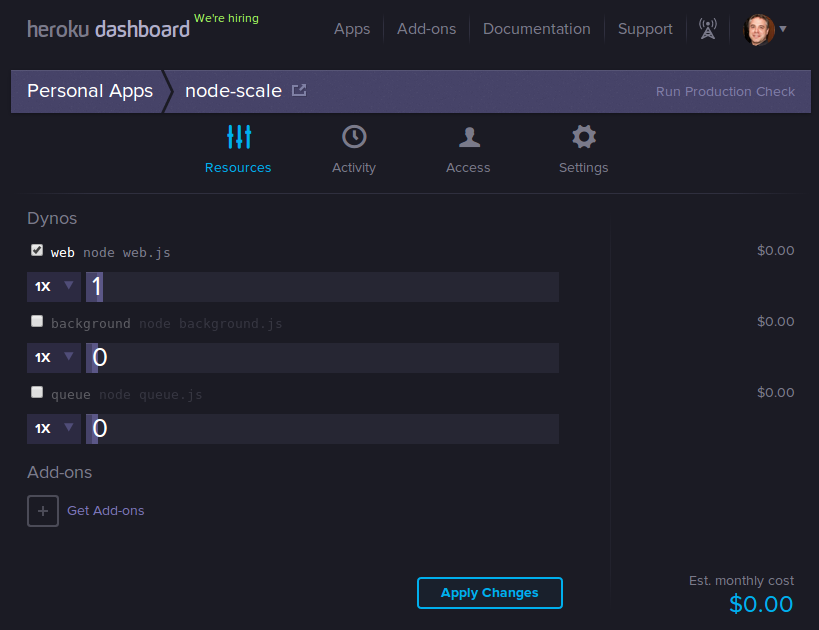 heroku dashboard We're hiring Apps Add-ons Documentation Support
Personal Apps node-scale Run Production Check
Resources Activity Access Settings
Dynos
web node web.js $0.00
1X 1
background node background.js $0.00
1X 0
queue node queue.js $0.00
1X 0
Add-ons
+ Get Add-ons
Est. monthly cost
Apply Changes $0.00